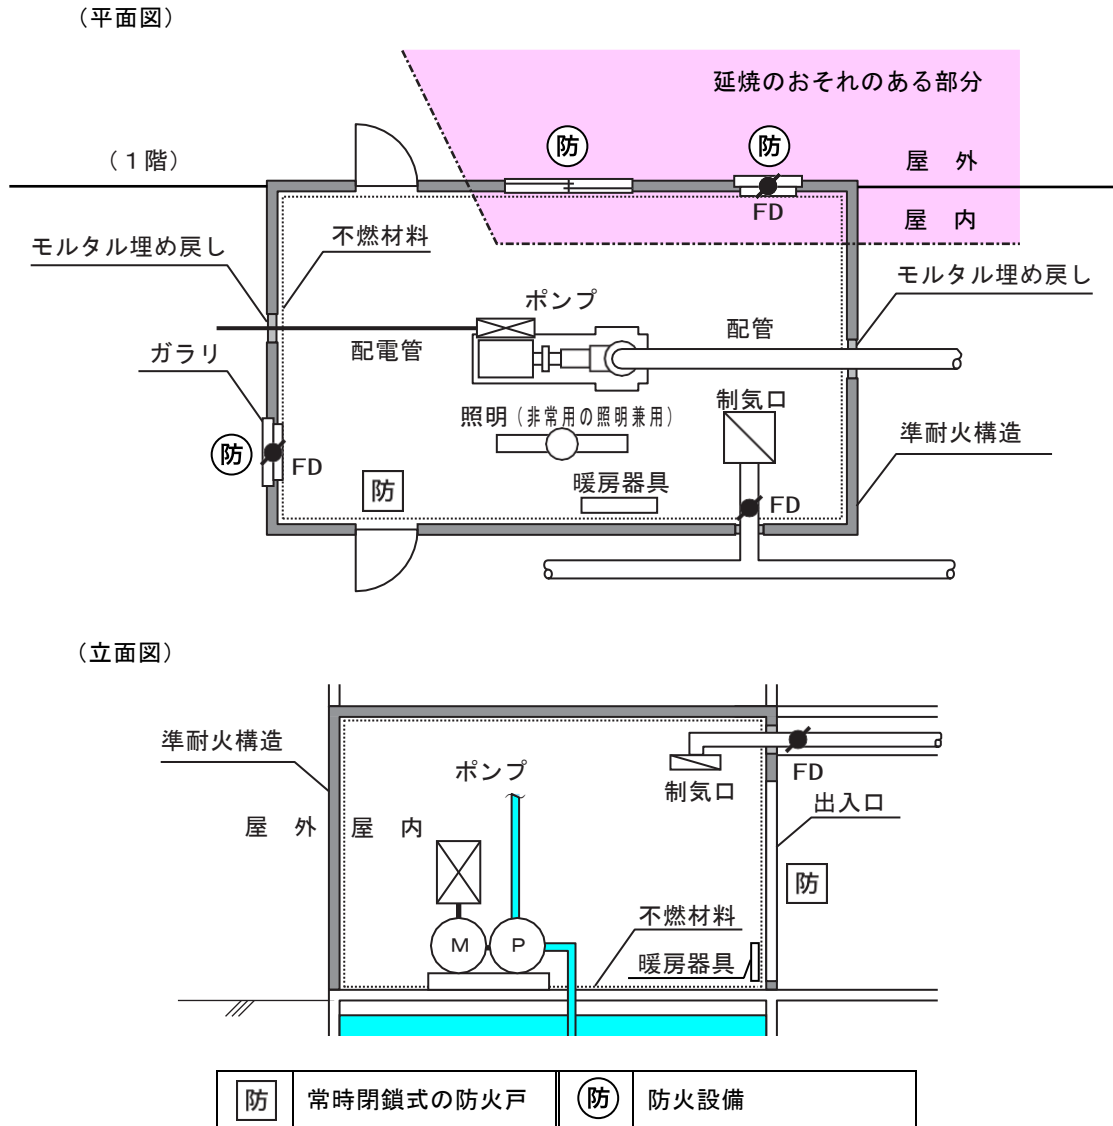 （平面図）
延焼のおそれのある部分
防
防
（１階）
屋　外
FD
屋　内
モルタル埋め戻し
不燃材料
モルタル埋め戻し
ポンプ
配管
配電管
ガラリ
制気口
照明（非常用の照明兼用）
準耐火構造
防
FD
防
暖房器具
FD
（立面図）
準耐火構造
ポンプ
FD
制気口
出入口
屋　外
屋　内
防
不燃材料
M
P
暖房器具
防
常時閉鎖式の防火戸
防
防火設備